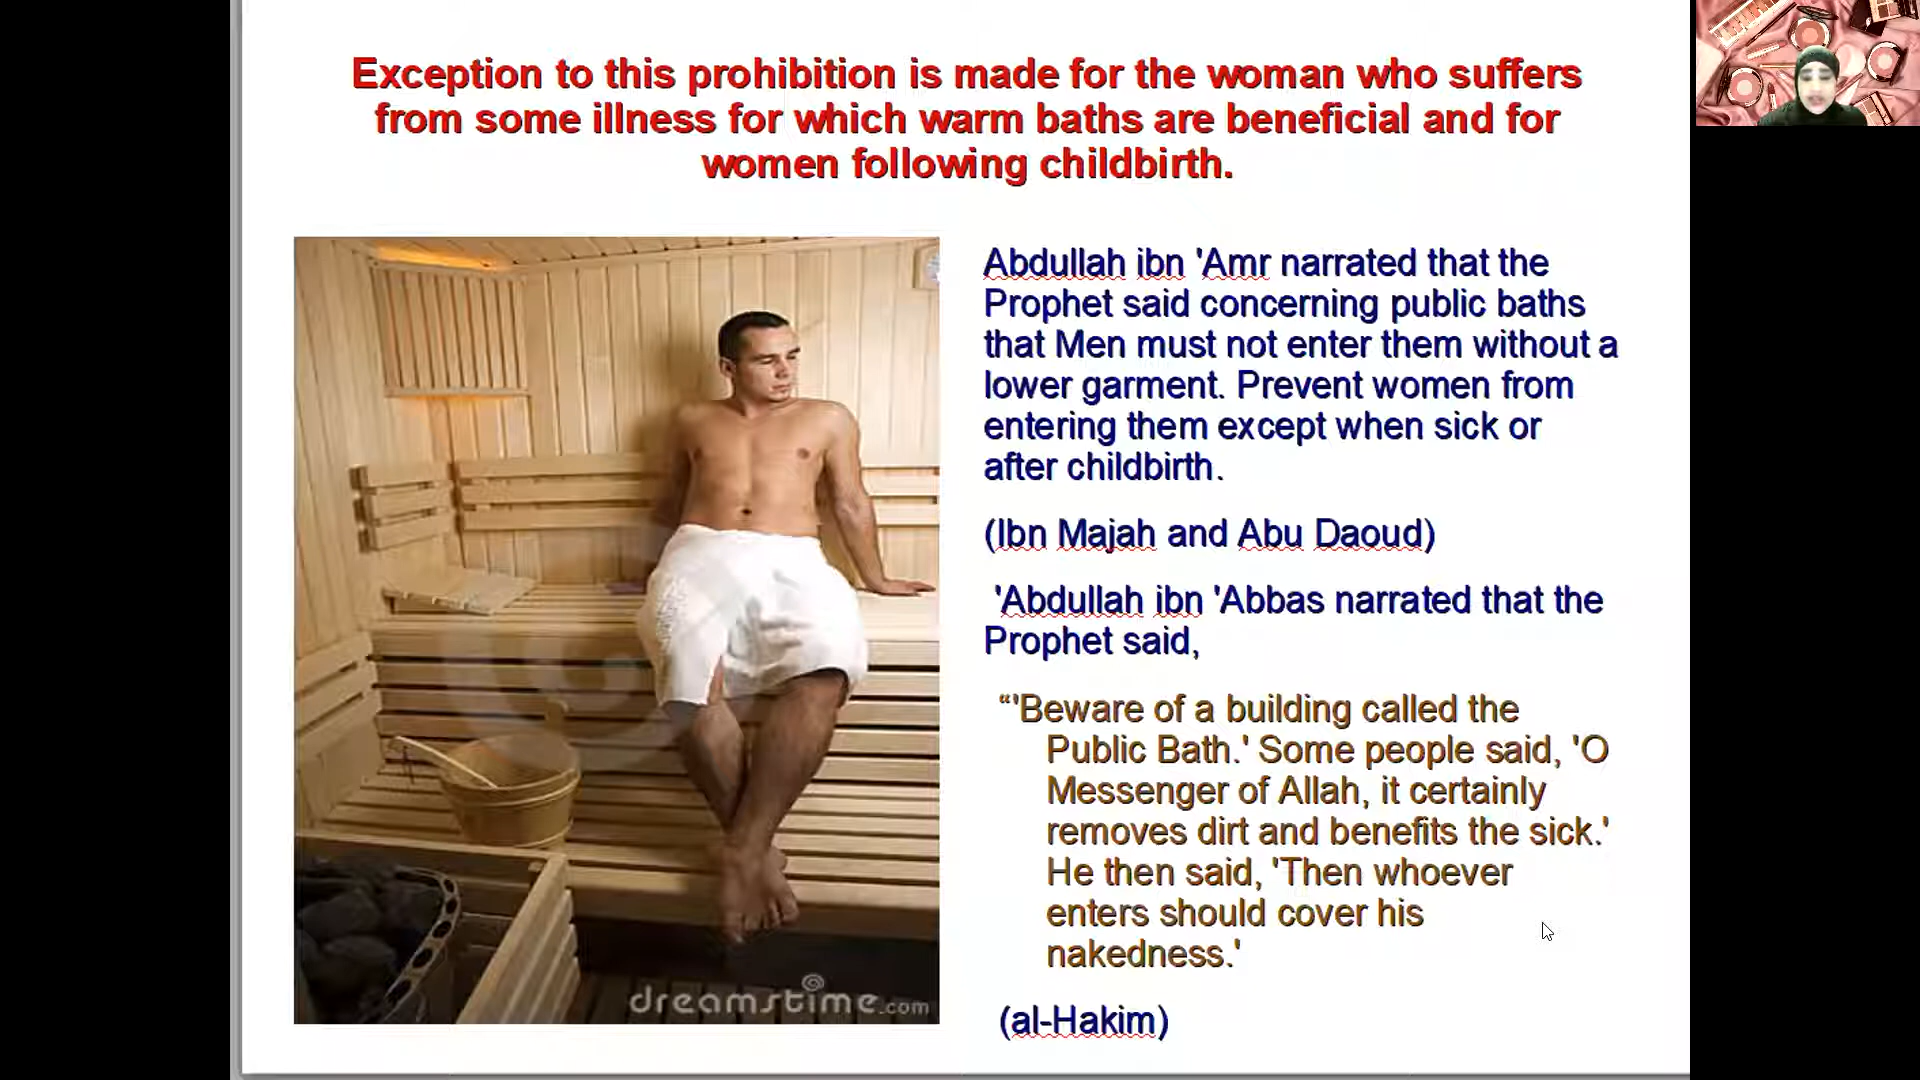 Exception to this prohibition is made for the woman who suffers
from some illness for which warm baths are beneficial and for
women following childbirth.
Abdullah ibn 'Amr narrated that the
Prophet said concerning public baths
that Men must not enter them without a
lower garment. Prevent women from
entering them except when sick or
after childbirth.
(Ibn Majah and Abu Daoud)
'Abdullah ibn 'Abbas narrated that the
Prophet said,
“'Beware of a building called the
Public Bath.' Some people said, 'O
Messenger of Allah, it certainly
removes dirt and benefits the sick.'
He then said, 'Then whoever
enters should cover his
nakedness.'
(al-Hakim)
dreamstime.com